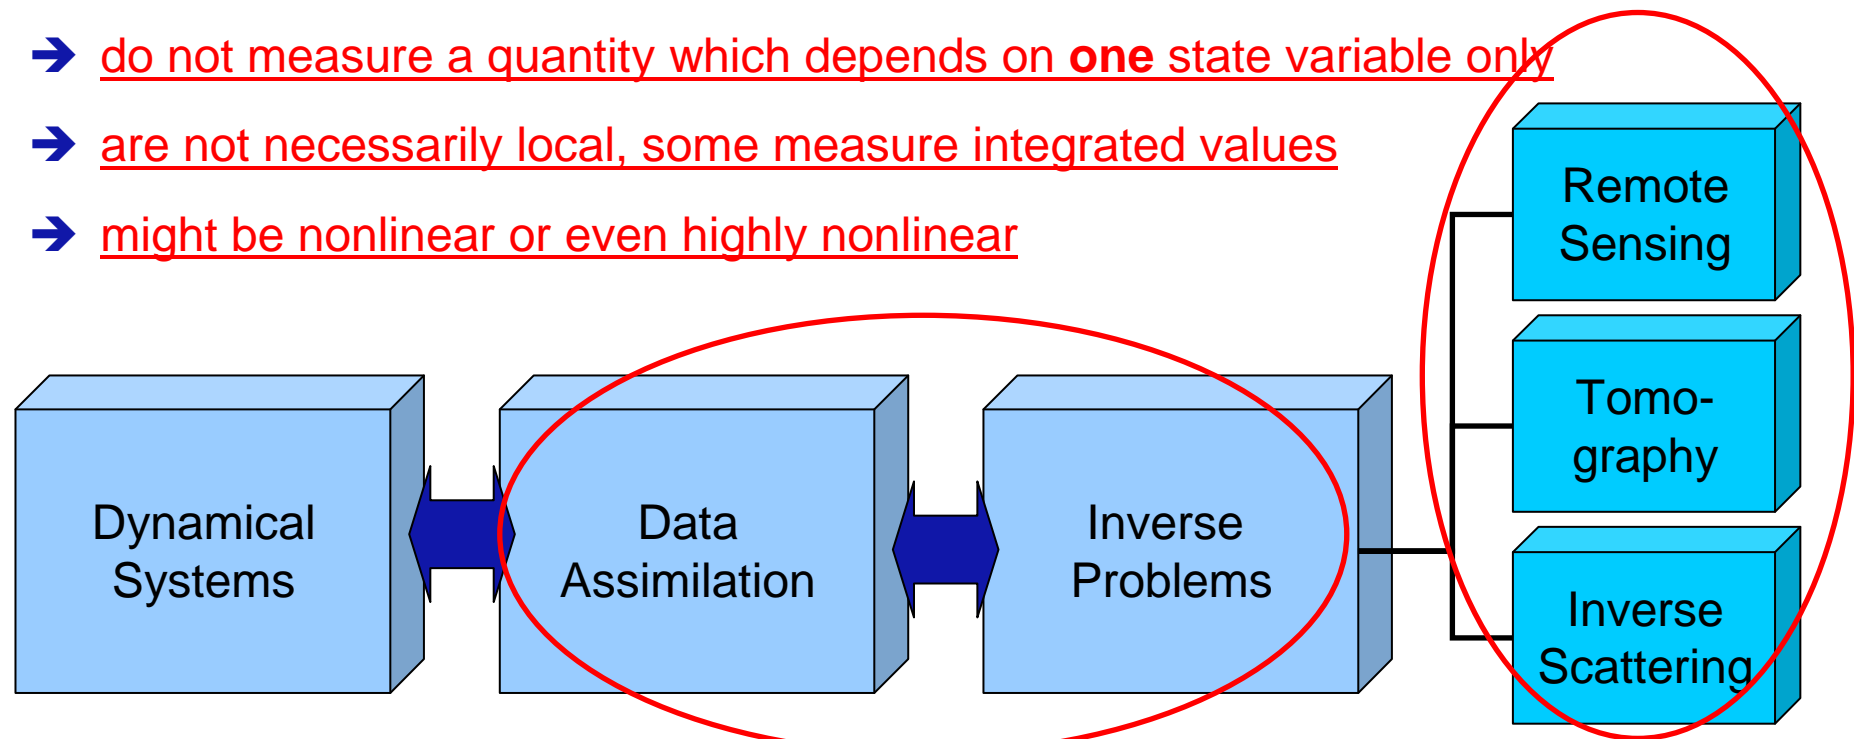 do not measure a quantity which depends on one state variable only
are not necessarily local, some measure integrated values
might be nonlinear or even highly nonlinear
Dynamical
Systems
Data
Assimilation
Inverse
Problems
Remote
Sensing
Tomo-
graphy
Inverse
Scattering